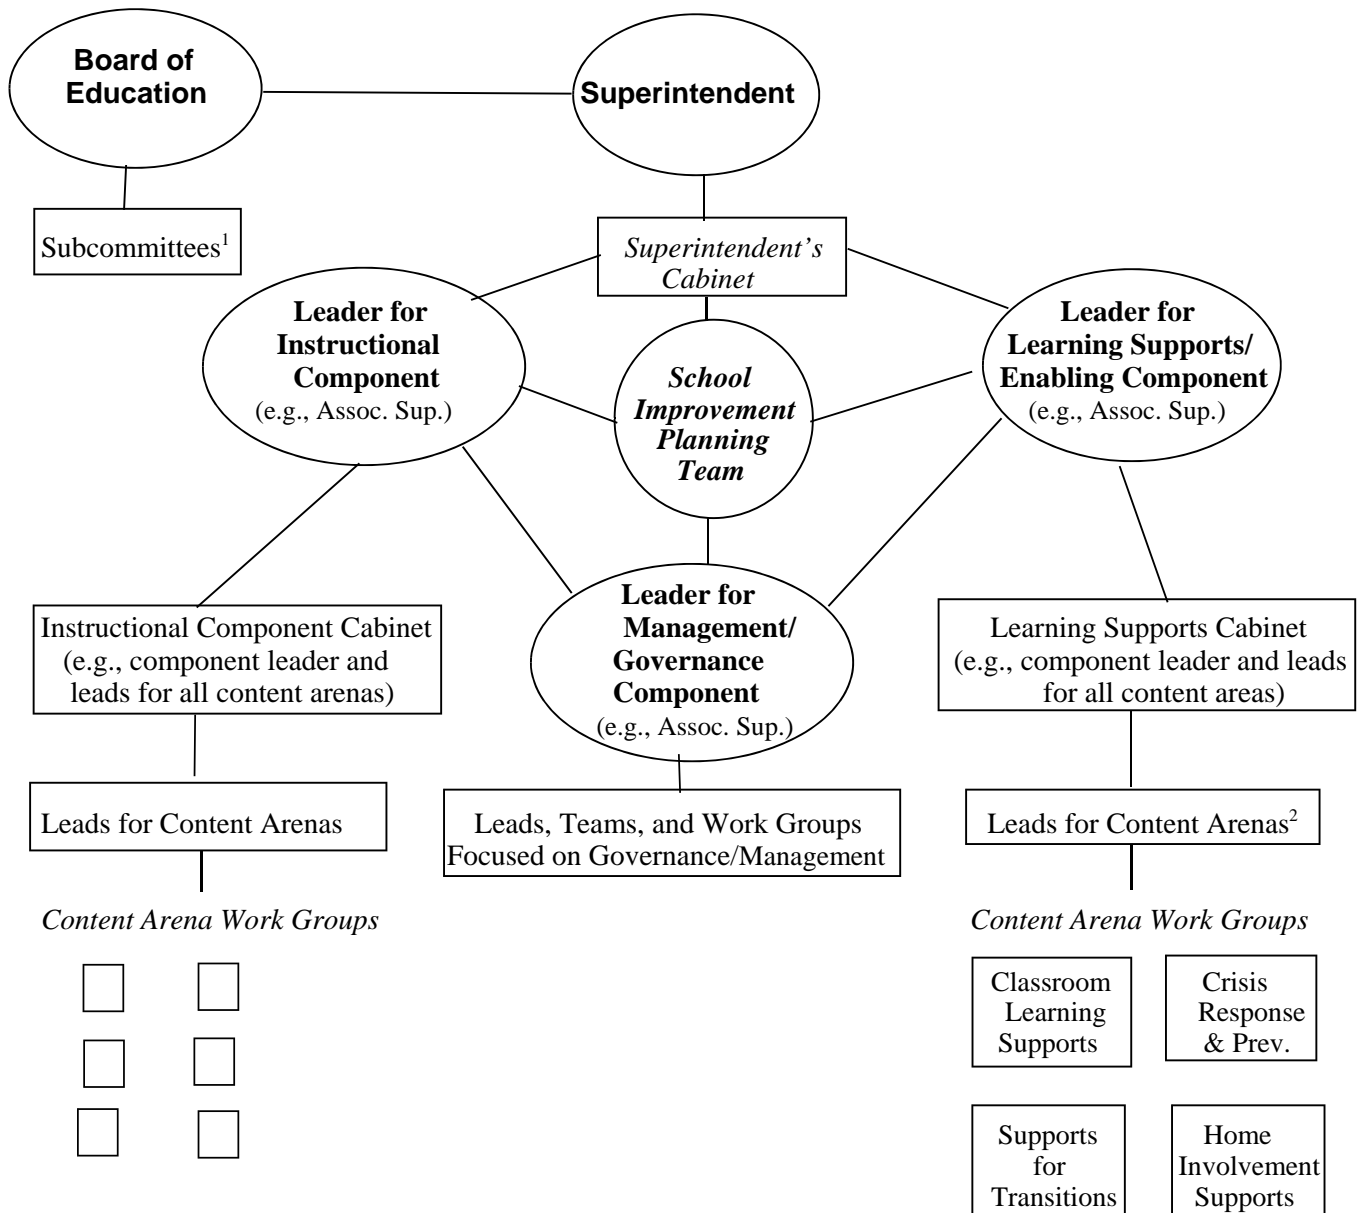 Board of
Education
Superintendent
Subcommittees¹
Superintendent's
Cabinet
Leader for
Instructional
Component
(e.g., Assoc. Sup.)
School
Improvement
Planning
Team
Leader for
Learning Supports/
Enabling Component
(e.g., Assoc. Sup.)
Leader for
Management/
Governance
Component
(e.g., Assoc. Sup.)
Instructional Component Cabinet
(e.g., component leader and
leads for all content arenas)
Learning Supports Cabinet
(e.g., component leader and leads
for all content areas)
Leads for Content Arenas
Leads, Teams, and Work Groups
Focused on Governance/Management
Leads for Content Arenas²
Content Arena Work Groups
Content Arena Work Groups
Classroom
Learning
Supports
Crisis
Response
& Prev.
Supports
for
Transitions
Home
Involvement
Supports